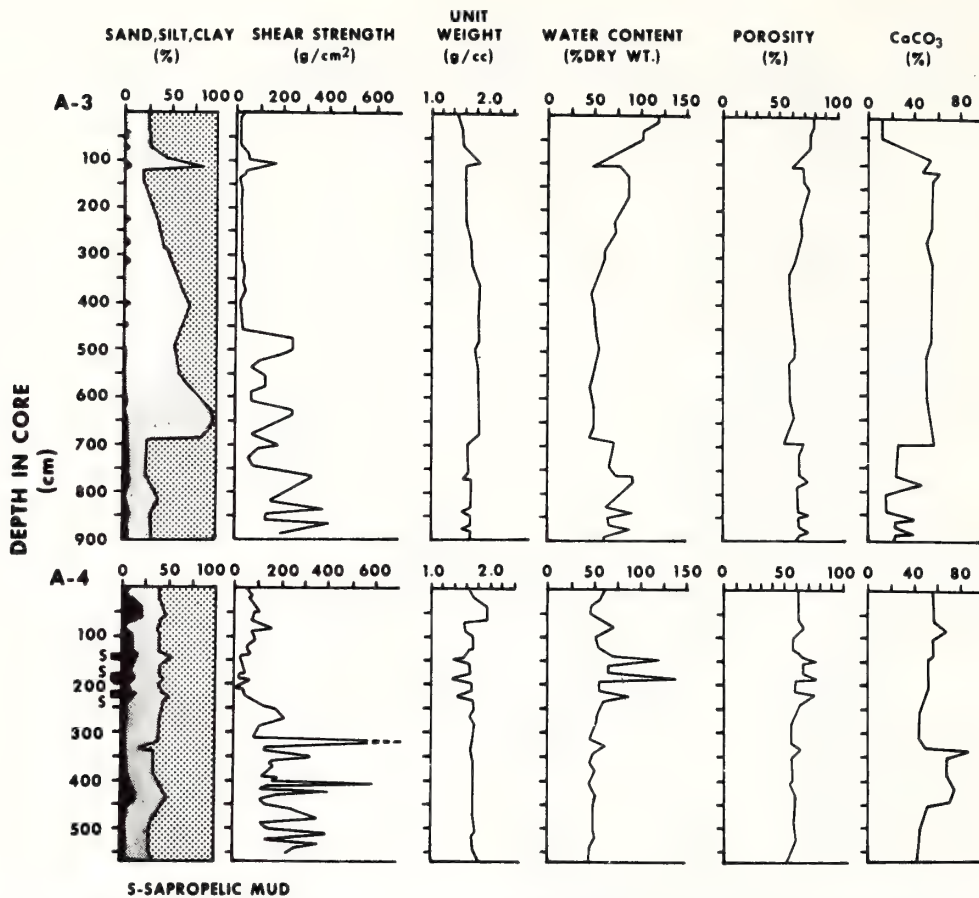 SAND,SILT,CLAY (%)
SHEAR STRENGTH (g/cm2)
UNIT WEIGHT (g/cc)
WATER CONTENT (%DRY WT.)
POROSITY (%)
CaCO3 (%)
A-3
0 50 100
0 200 400 600
1.0 2.0
0 50 100 150
0 50 100
0 40 80
100
200
300
400
500
600
700
800
900
DEPTH IN CORE (cm)
A-4
0 50 100
200 400 600
1.0 2.0
0 50 100 150
0 50 100
0 40 80
100
S
S
S
200
S
300
400
500
S-SAPROPELIC MUD